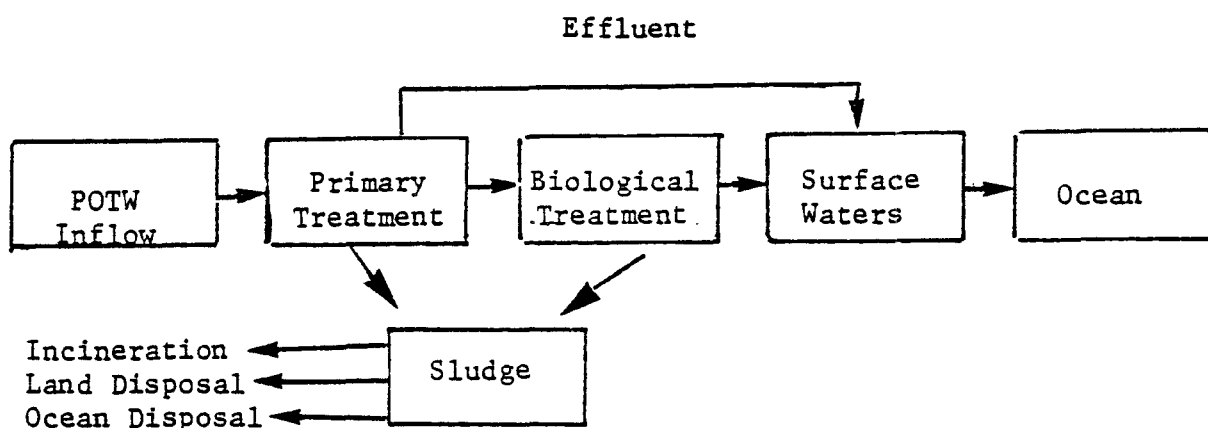 Effluent
POTW
Inflow
Primary
Treatment
Biological
Treatment
Surface
Waters
Ocean
Sludge
Incineration
Land Disposal
Ocean Disposal